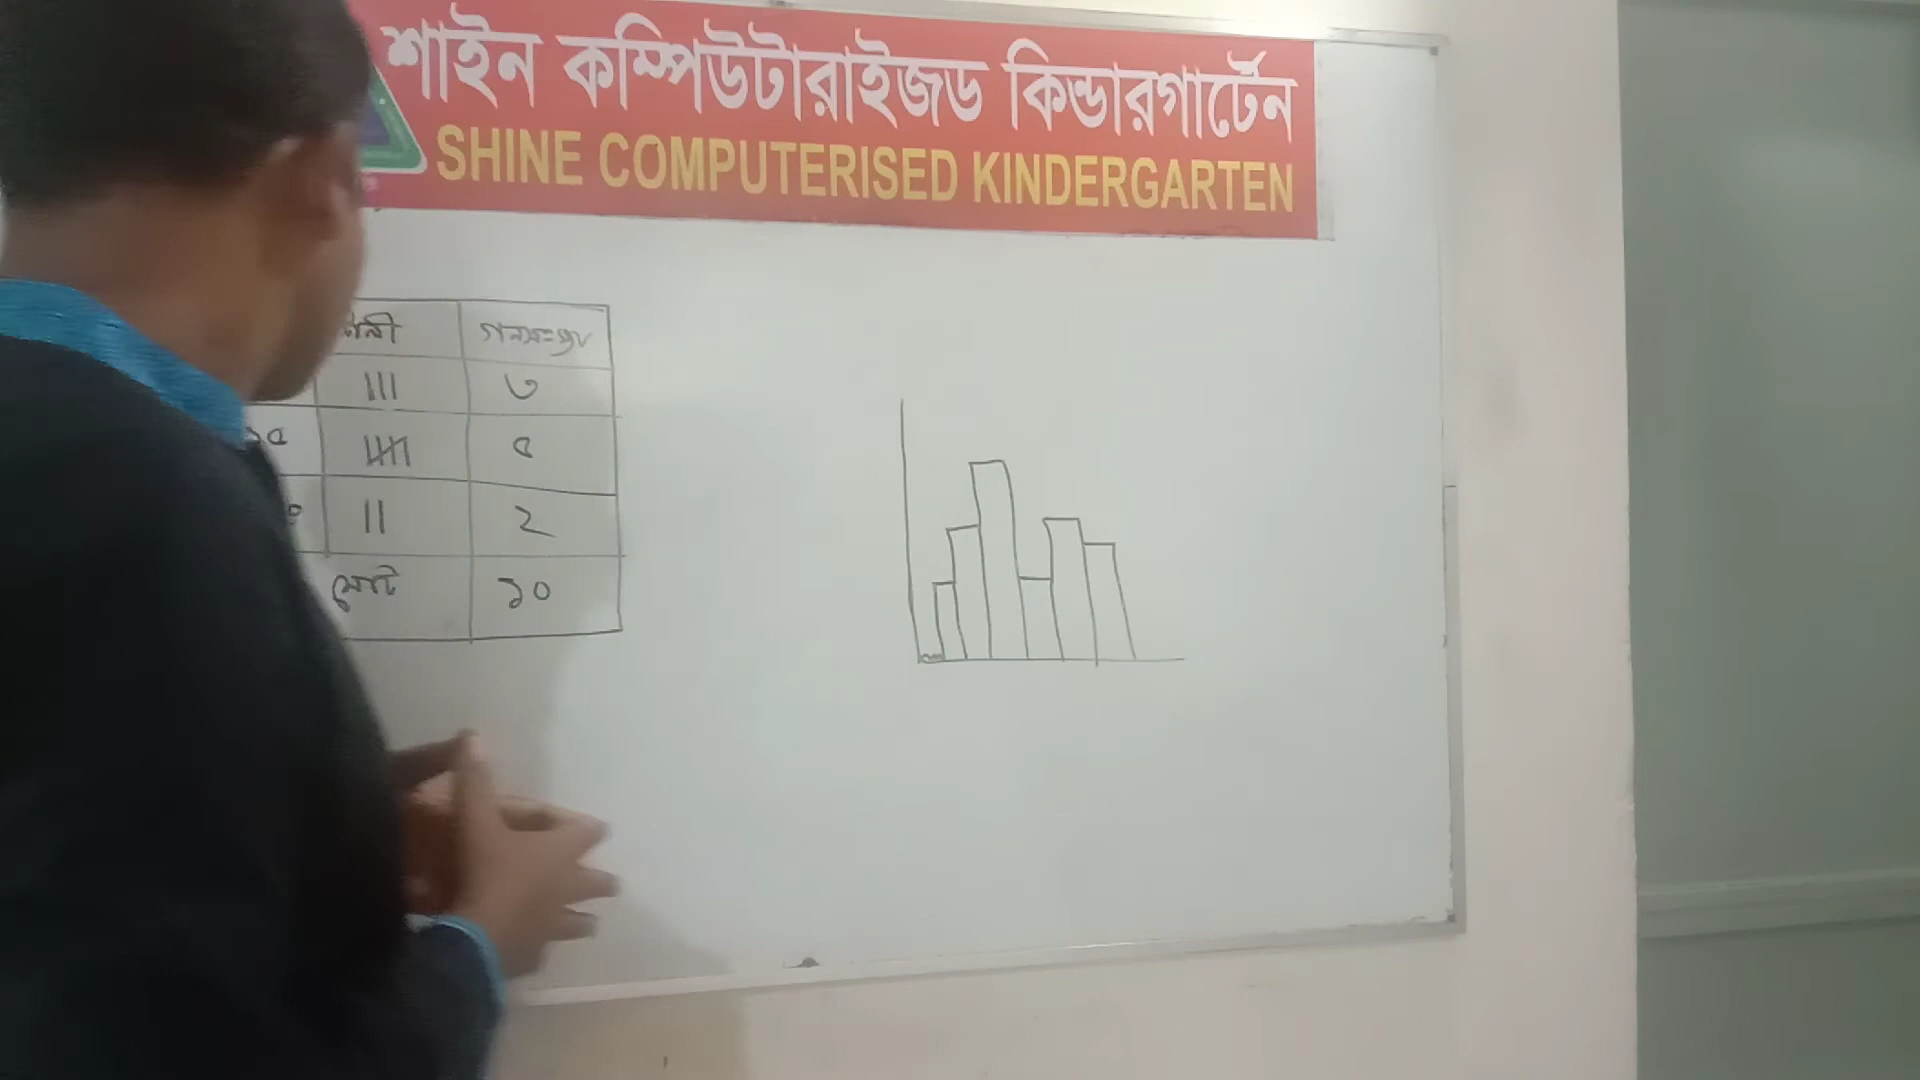 শাইন কম্পিউটারাইজড কিন্ডারগার্টেন
SHINE COMPUTERISED KINDERGARTEN
গনসংখ্যা
||| ৩
৫
|| ২
মোট ১০